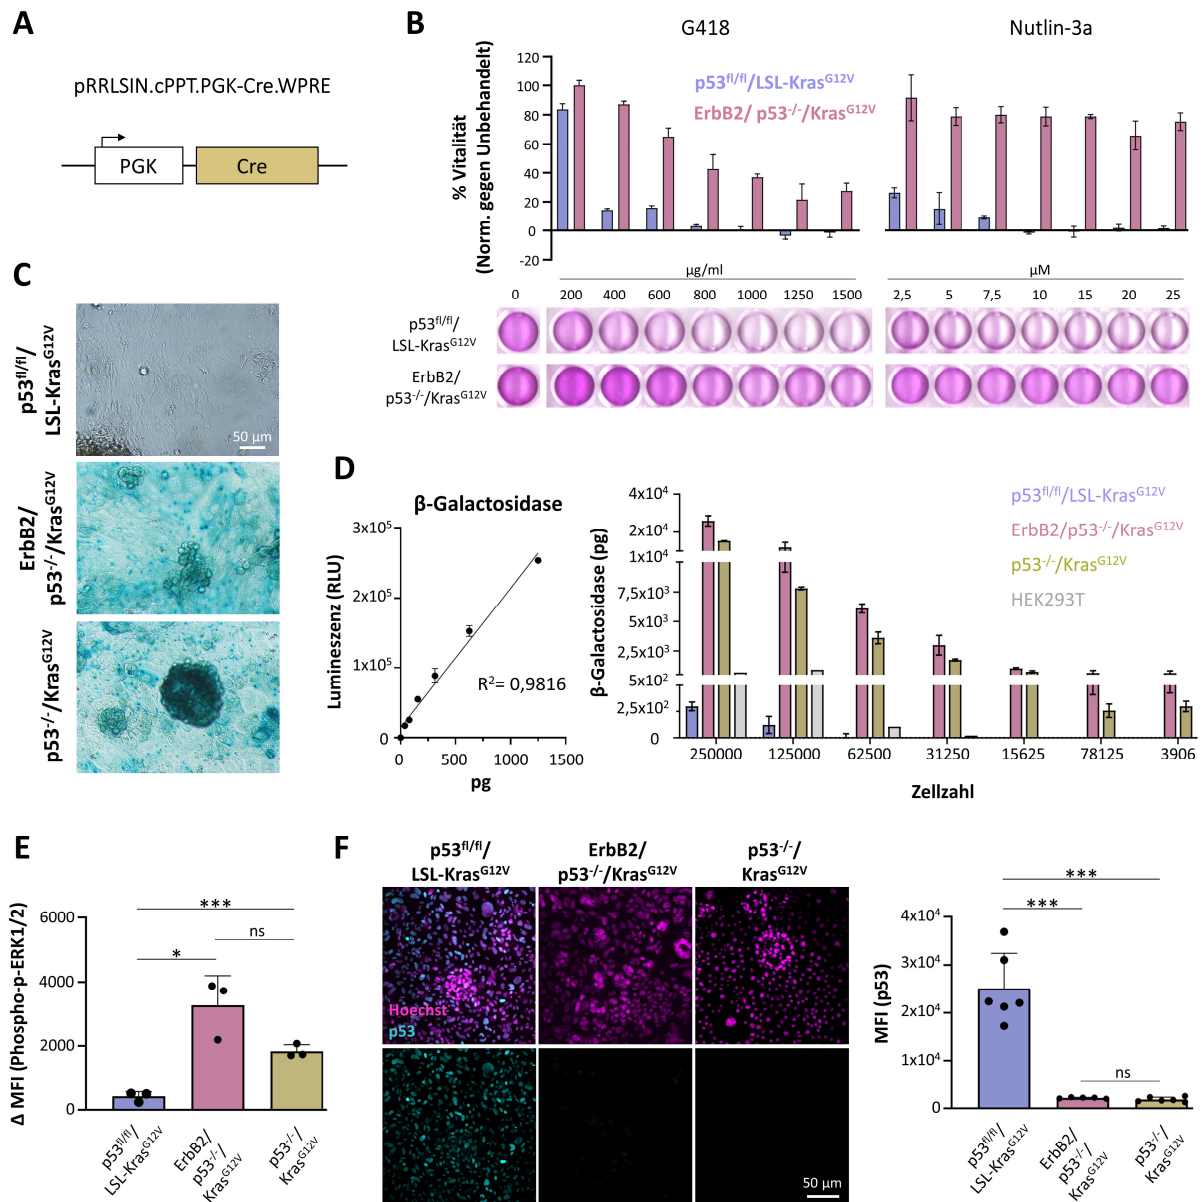 A
pRRLSIN.cPPT.PGK-Cre.WPRE
PGK
Cre
B
G418
Nutlin-3a
% Vitalität
(Norm. gegen Unbehandelt)
120
100
80
60
40
20
0
-20
p53fl/fl/LSL-KrasG12V
ErbB2/ p53-/-/KrasG12V
µg/ml
µM
0
200
400
600
800
1000
1250
1500
2,5
5
7,5
10
15
20
25
p53fl/fl/
LSL-KrasG12V
ErbB2/
p53-/-/KrasG12V
C
p53fl/fl/
LSL-KrasG12V
50 µm
ErbB2/
p53-/-/KrasG12V
p53-/-/KrasG12V
D
β-Galactosidase
Lumineszenz (RLU)
3x10⁵
2x10⁵
1x10⁵
0
R²= 0,9816
0
500
1000
1500
pg
β-Galactosidase (pg)
4x10⁴
2x10⁴
1x10⁴
7,5x10³
5x10³
2,5x10³
5x10²
2,5x10²
0
p53fl/fl/LSL-KrasG12V
ErbB2/p53-/-/KrasG12V
p53-/-/KrasG12V
HEK293T
250000
125000
62500
31250
15625
78125
3906
Zellzahl
E
Δ MFI (Phospho-p-ERK1/2)
6000
4000
2000
0
***
ns
*
p53fl/fl/
LSL-KrasG12V
ErbB2/
p53-/-/
KrasG12V
p53-/-/
KrasG12V
F
p53fl/fl/
LSL-KrasG12V
ErbB2/
p53-/-/KrasG12V
p53-/-/
KrasG12V
Hoechst
p53
50 µm
MFI (p53)
4x10⁴
3x10⁴
2x10⁴
1x10⁴
0
***
***
ns
p53fl/fl/
LSL-KrasG12V
ErbB2/
p53-/-/
KrasG12V
p53-/-/
KrasG12V